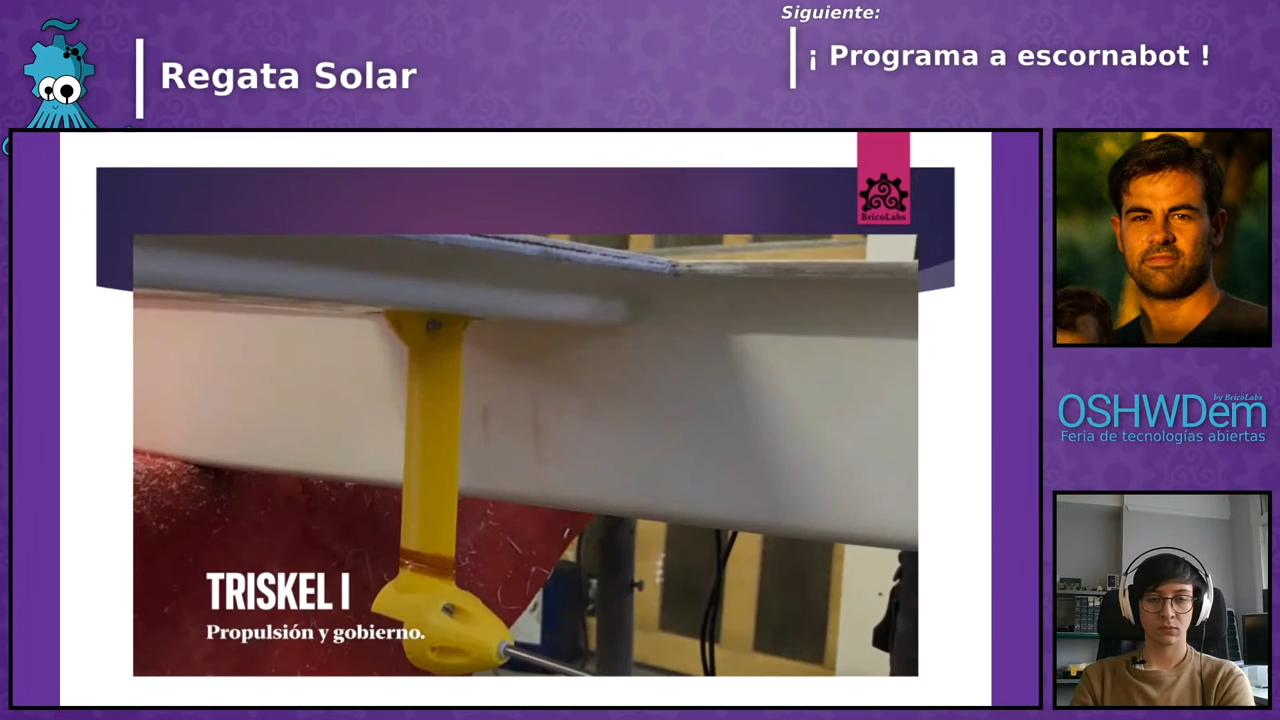 Siguiente:
¡ Programa a escornabot !
Regata Solar
BricoLabs
TRISKEL I
Propulsión y gobierno.
by BricoLabs
OSHWDem
Feria de tecnologías abiertas